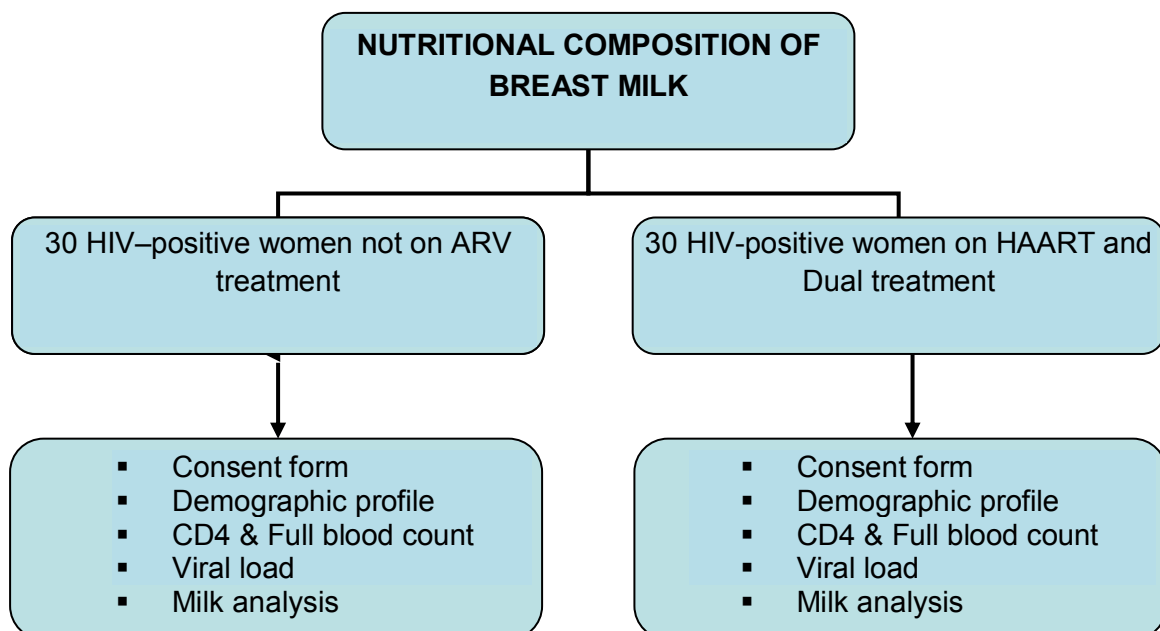 NUTRITIONAL COMPOSITION OF
BREAST MILK
30 HIV–positive women not on ARV
treatment
30 HIV-positive women on HAART and
Dual treatment
▪ Consent form
▪ Demographic profile
▪ CD4 & Full blood count
▪ Viral load
▪ Milk analysis
▪ Consent form
▪ Demographic profile
▪ CD4 & Full blood count
▪ Viral load
▪ Milk analysis